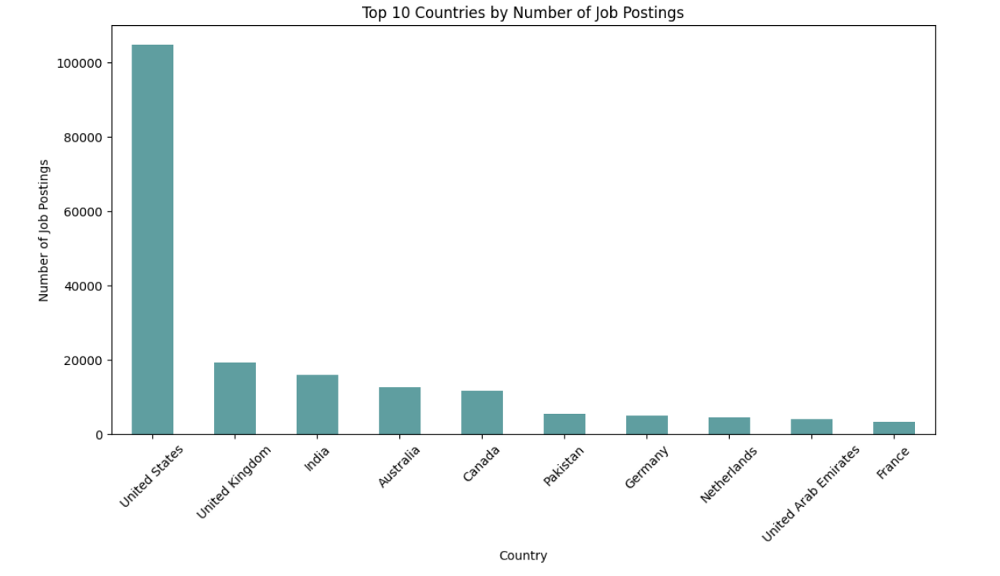 Top 10 Countries by Number of Job Postings
Number of Job Postings
100000
80000
60000
40000
20000
0
United States
United Kingdom
India
Australia
Canada
Pakistan
Germany
Netherlands
United Arab Emirates
France
Country